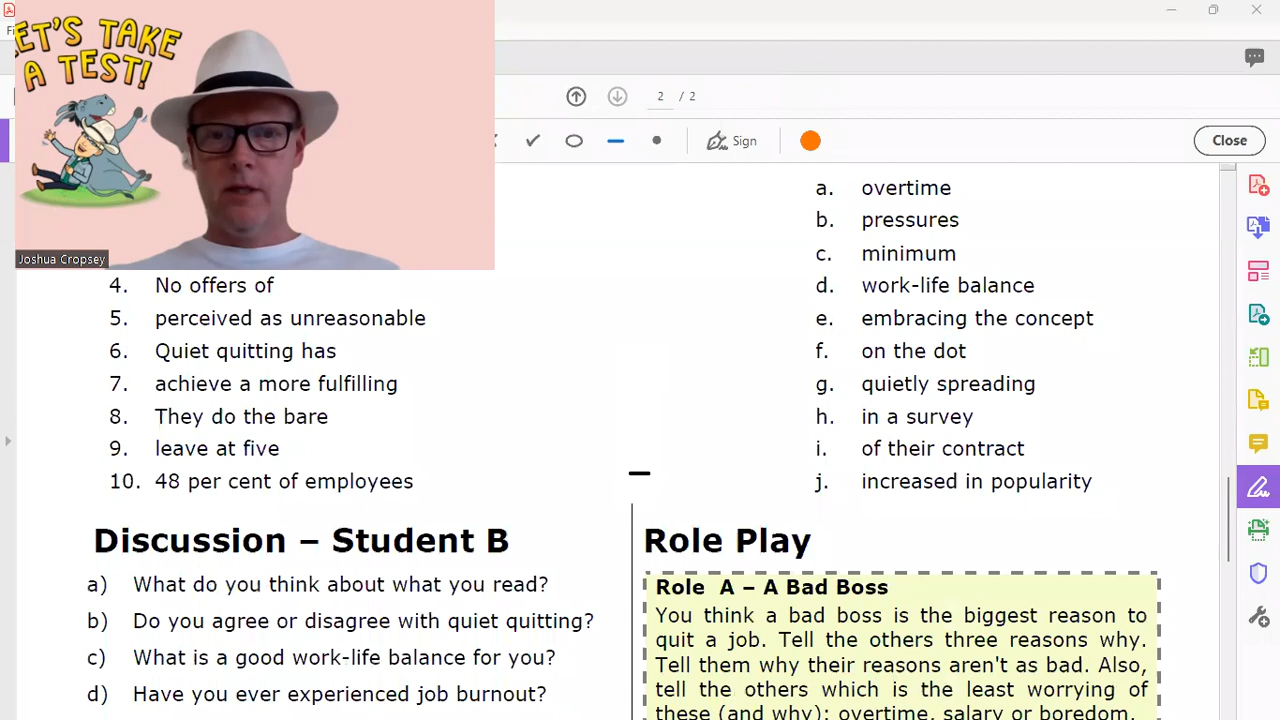 LET'S TAKE
A TEST!
Joshua Cropsey
2 / 2
Sign
Close
a. overtime
b. pressures
c. minimum
4. No offers of
d. work-life balance
5. perceived as unreasonable
e. embracing the concept
6. Quiet quitting has
f. on the dot
7. achieve a more fulfilling
g. quietly spreading
8. They do the bare
h. in a survey
9. leave at five
i. of their contract
10. 48 per cent of employees
j. increased in popularity
Discussion – Student B
a) What do you think about what you read?
b) Do you agree or disagree with quiet quitting?
c) What is a good work-life balance for you?
d) Have you ever experienced job burnout?
Role Play
Role A – A Bad Boss
You think a bad boss is the biggest reason to
quit a job. Tell the others three reasons why.
Tell them why their reasons aren't as bad. Also,
tell the others which is the least worrying of
these (and why): overtime, salary or boredom.